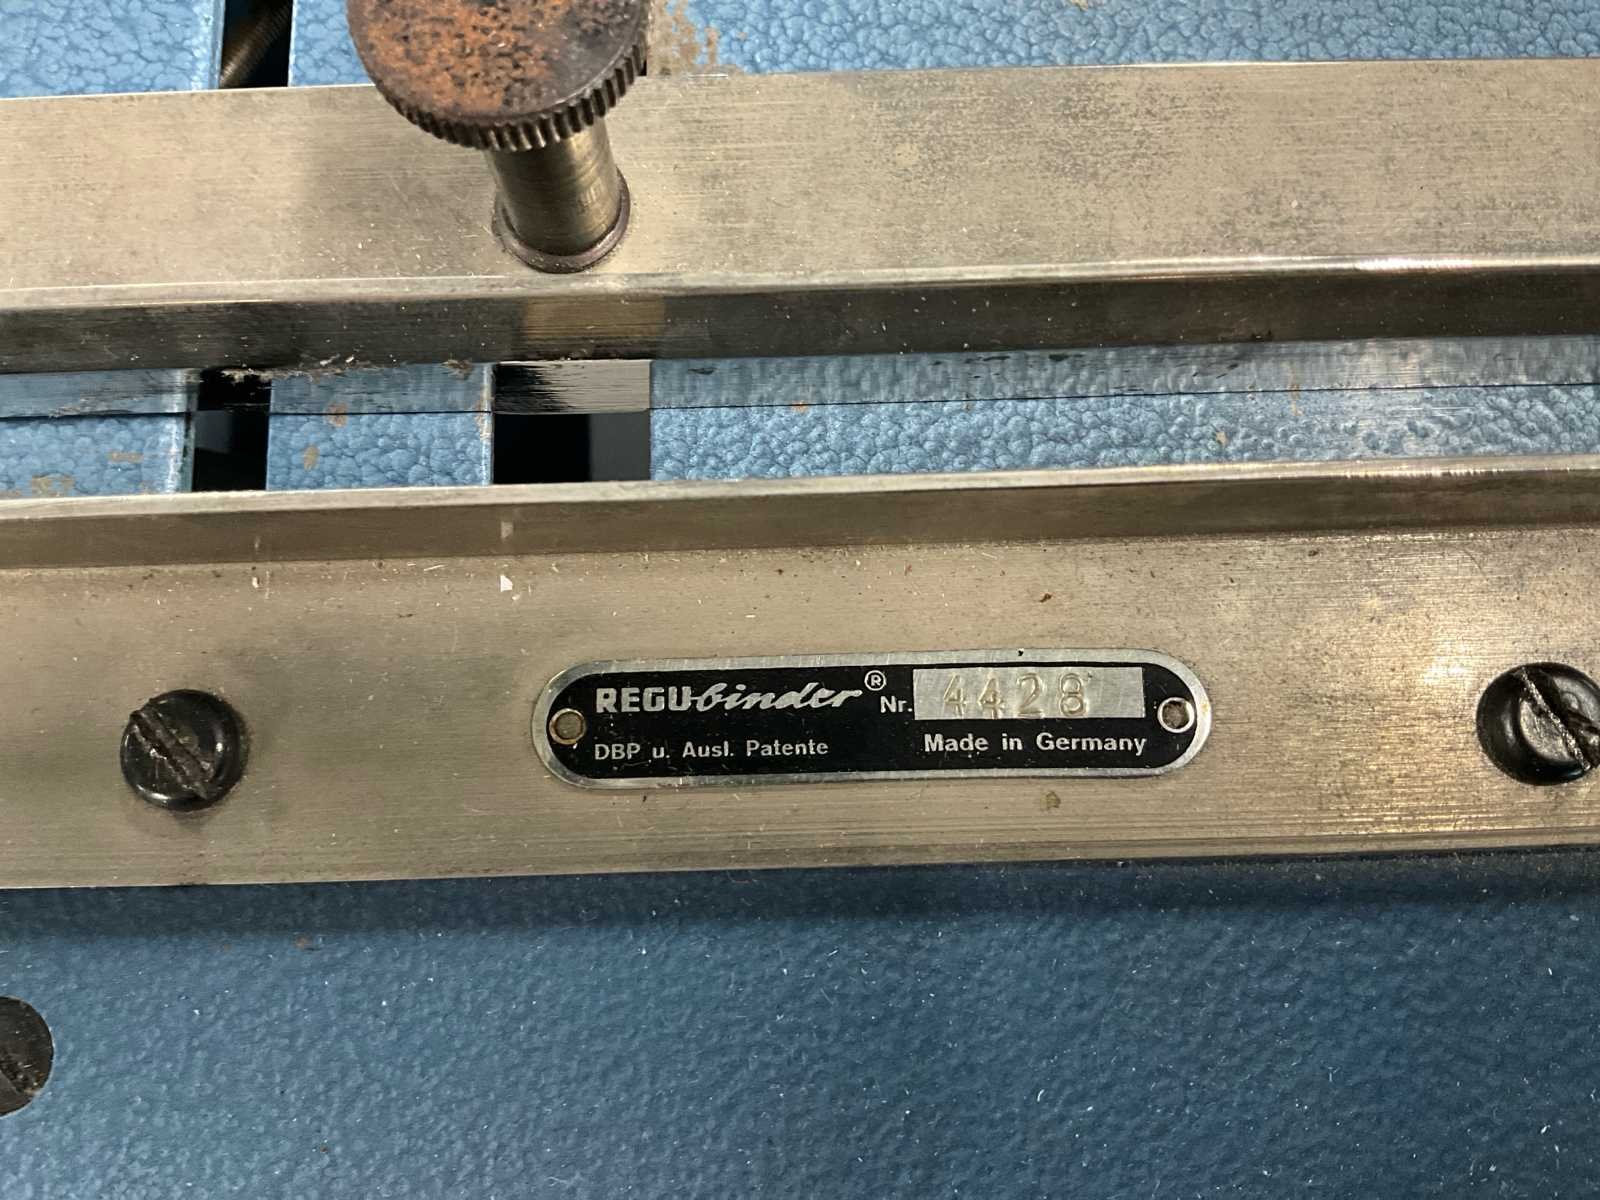 REGUbinder® Nr. 4428
DBP u. Ausl. Patente Made in Germany